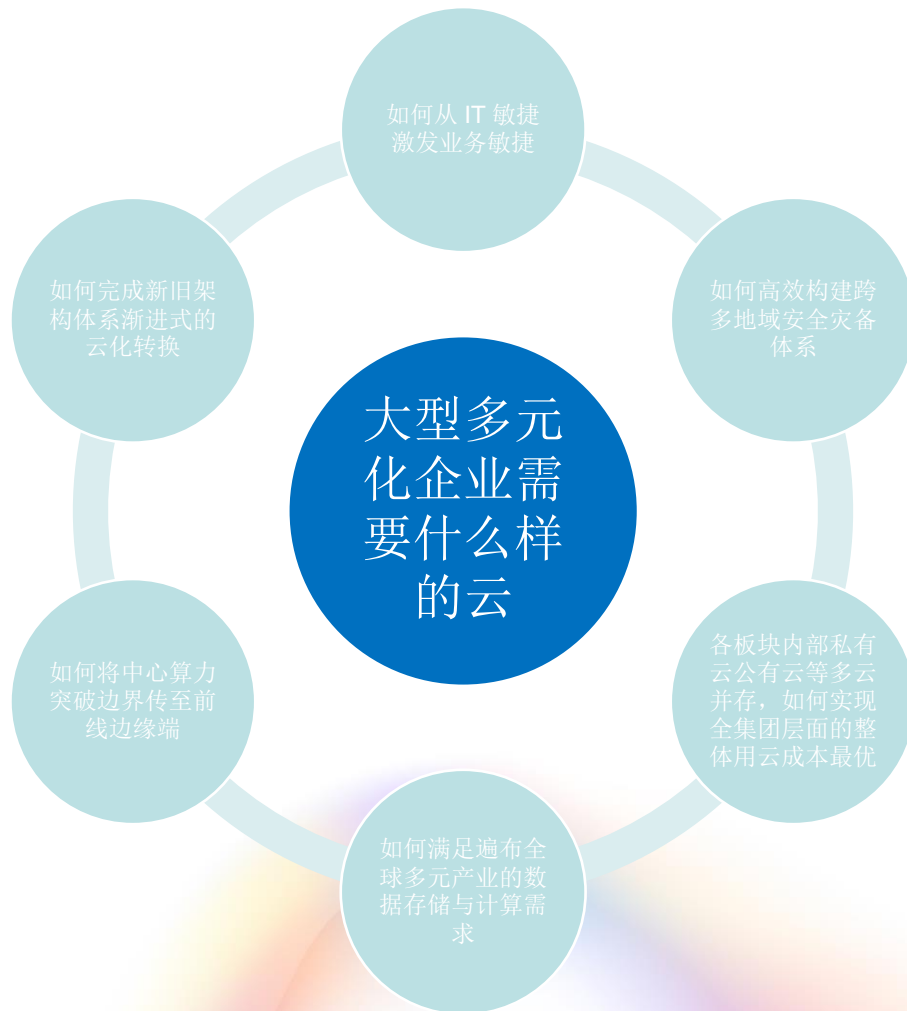 如何从 IT 敏捷
激发业务敏捷
如何高效构建跨
多地域安全灾备
体系
各板块内部私有
云公有云等多云
并存，如何实现
全集团层面的整
体用云成本最优
如何满足遍布全
球多元产业的数
据存储与计算需
求
如何将中心算力
突破边界传至前
线边缘端
如何完成新旧架
构体系渐进式的
云化转换
大型多元
化企业需
要什么样
的云